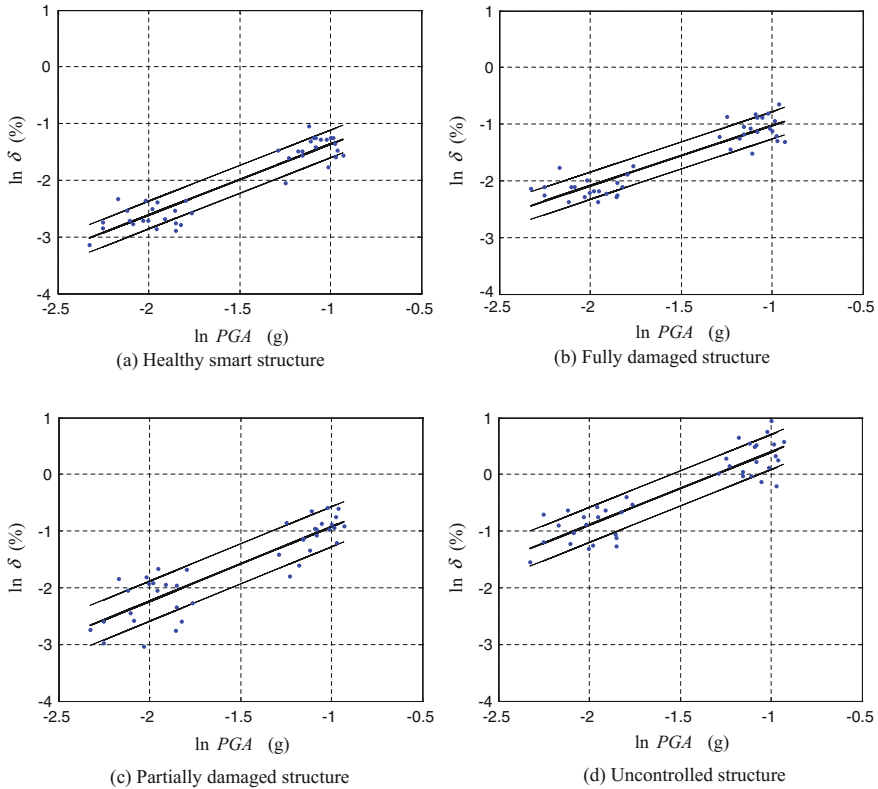 1
0
-1
-2
-3
-4
-2.5 -2 -1.5 -1 -0.5
ln δ (%)
ln PGA (g)
(a) Healthy smart structure
1
0
-1
-2
-3
-4
-2.5 -2 -1.5 -1 -0.5
ln δ (%)
ln PGA (g)
(b) Fully damaged structure
1
0
-1
-2
-3
-4
-2.5 -2 -1.5 -1 -0.5
ln δ (%)
ln PGA (g)
(c) Partially damaged structure
1
0
-1
-2
-3
-4
-2.5 -2 -1.5 -1 -0.5
ln δ (%)
ln PGA (g)
(d) Uncontrolled structure